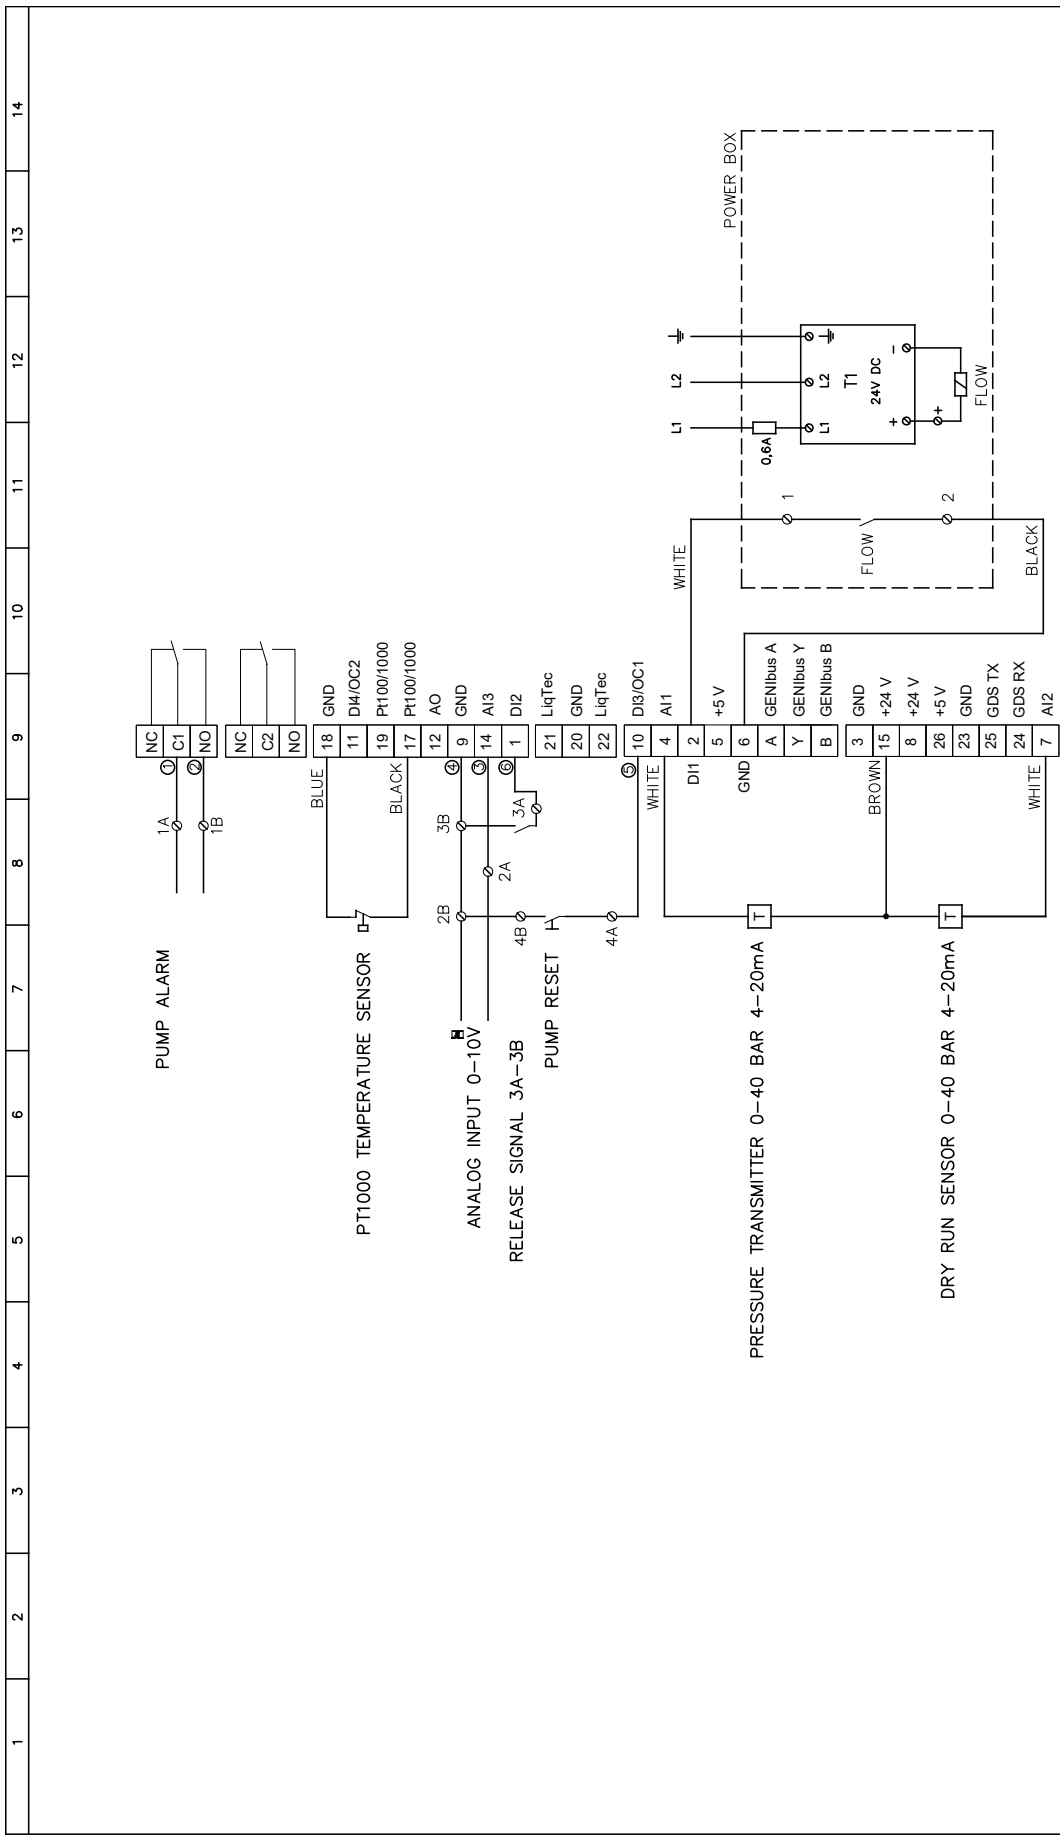 14
13
12
11
10
9
8
7
6
5
4
3
2
1
NC
C1
NO
1
2
1A
1B
PUMP ALARM
NC
C2
NO
18 GND
11 DI4/OC2
19 Pt100/1000
17 Pt100/1000
12 AO
9 GND
14 AI3
1 DI2
BLUE
BLACK
PT1000 TEMPERATURE SENSOR
4
3
6
3B
3A
2B
2A
ANALOG INPUT 0-10V
RELEASE SIGNAL 3A-3B
21 LiqTec
20 GND
22 LiqTec
4B
4A
PUMP RESET
5
10 DI3/OC1
4 AI1
DI1 2
5 +5 V
GND 6
A GENIbus A
Y GENIbus Y
B GENIbus B
WHITE
T
PRESSURE TRANSMITTER 0-40 BAR 4-20mA
3 GND
15 +24 V
8 +24 V
26 +5 V
23 GND
25 GDS TX
24 GDS RX
7 AI2
BROWN
WHITE
T
DRY RUN SENSOR 0-40 BAR 4-20mA
WHITE
BLACK
POWER BOX
1
FLOW
2
L1
L2
0,6A
L1
L2
T1
24V DC
+
-
+
FLOW